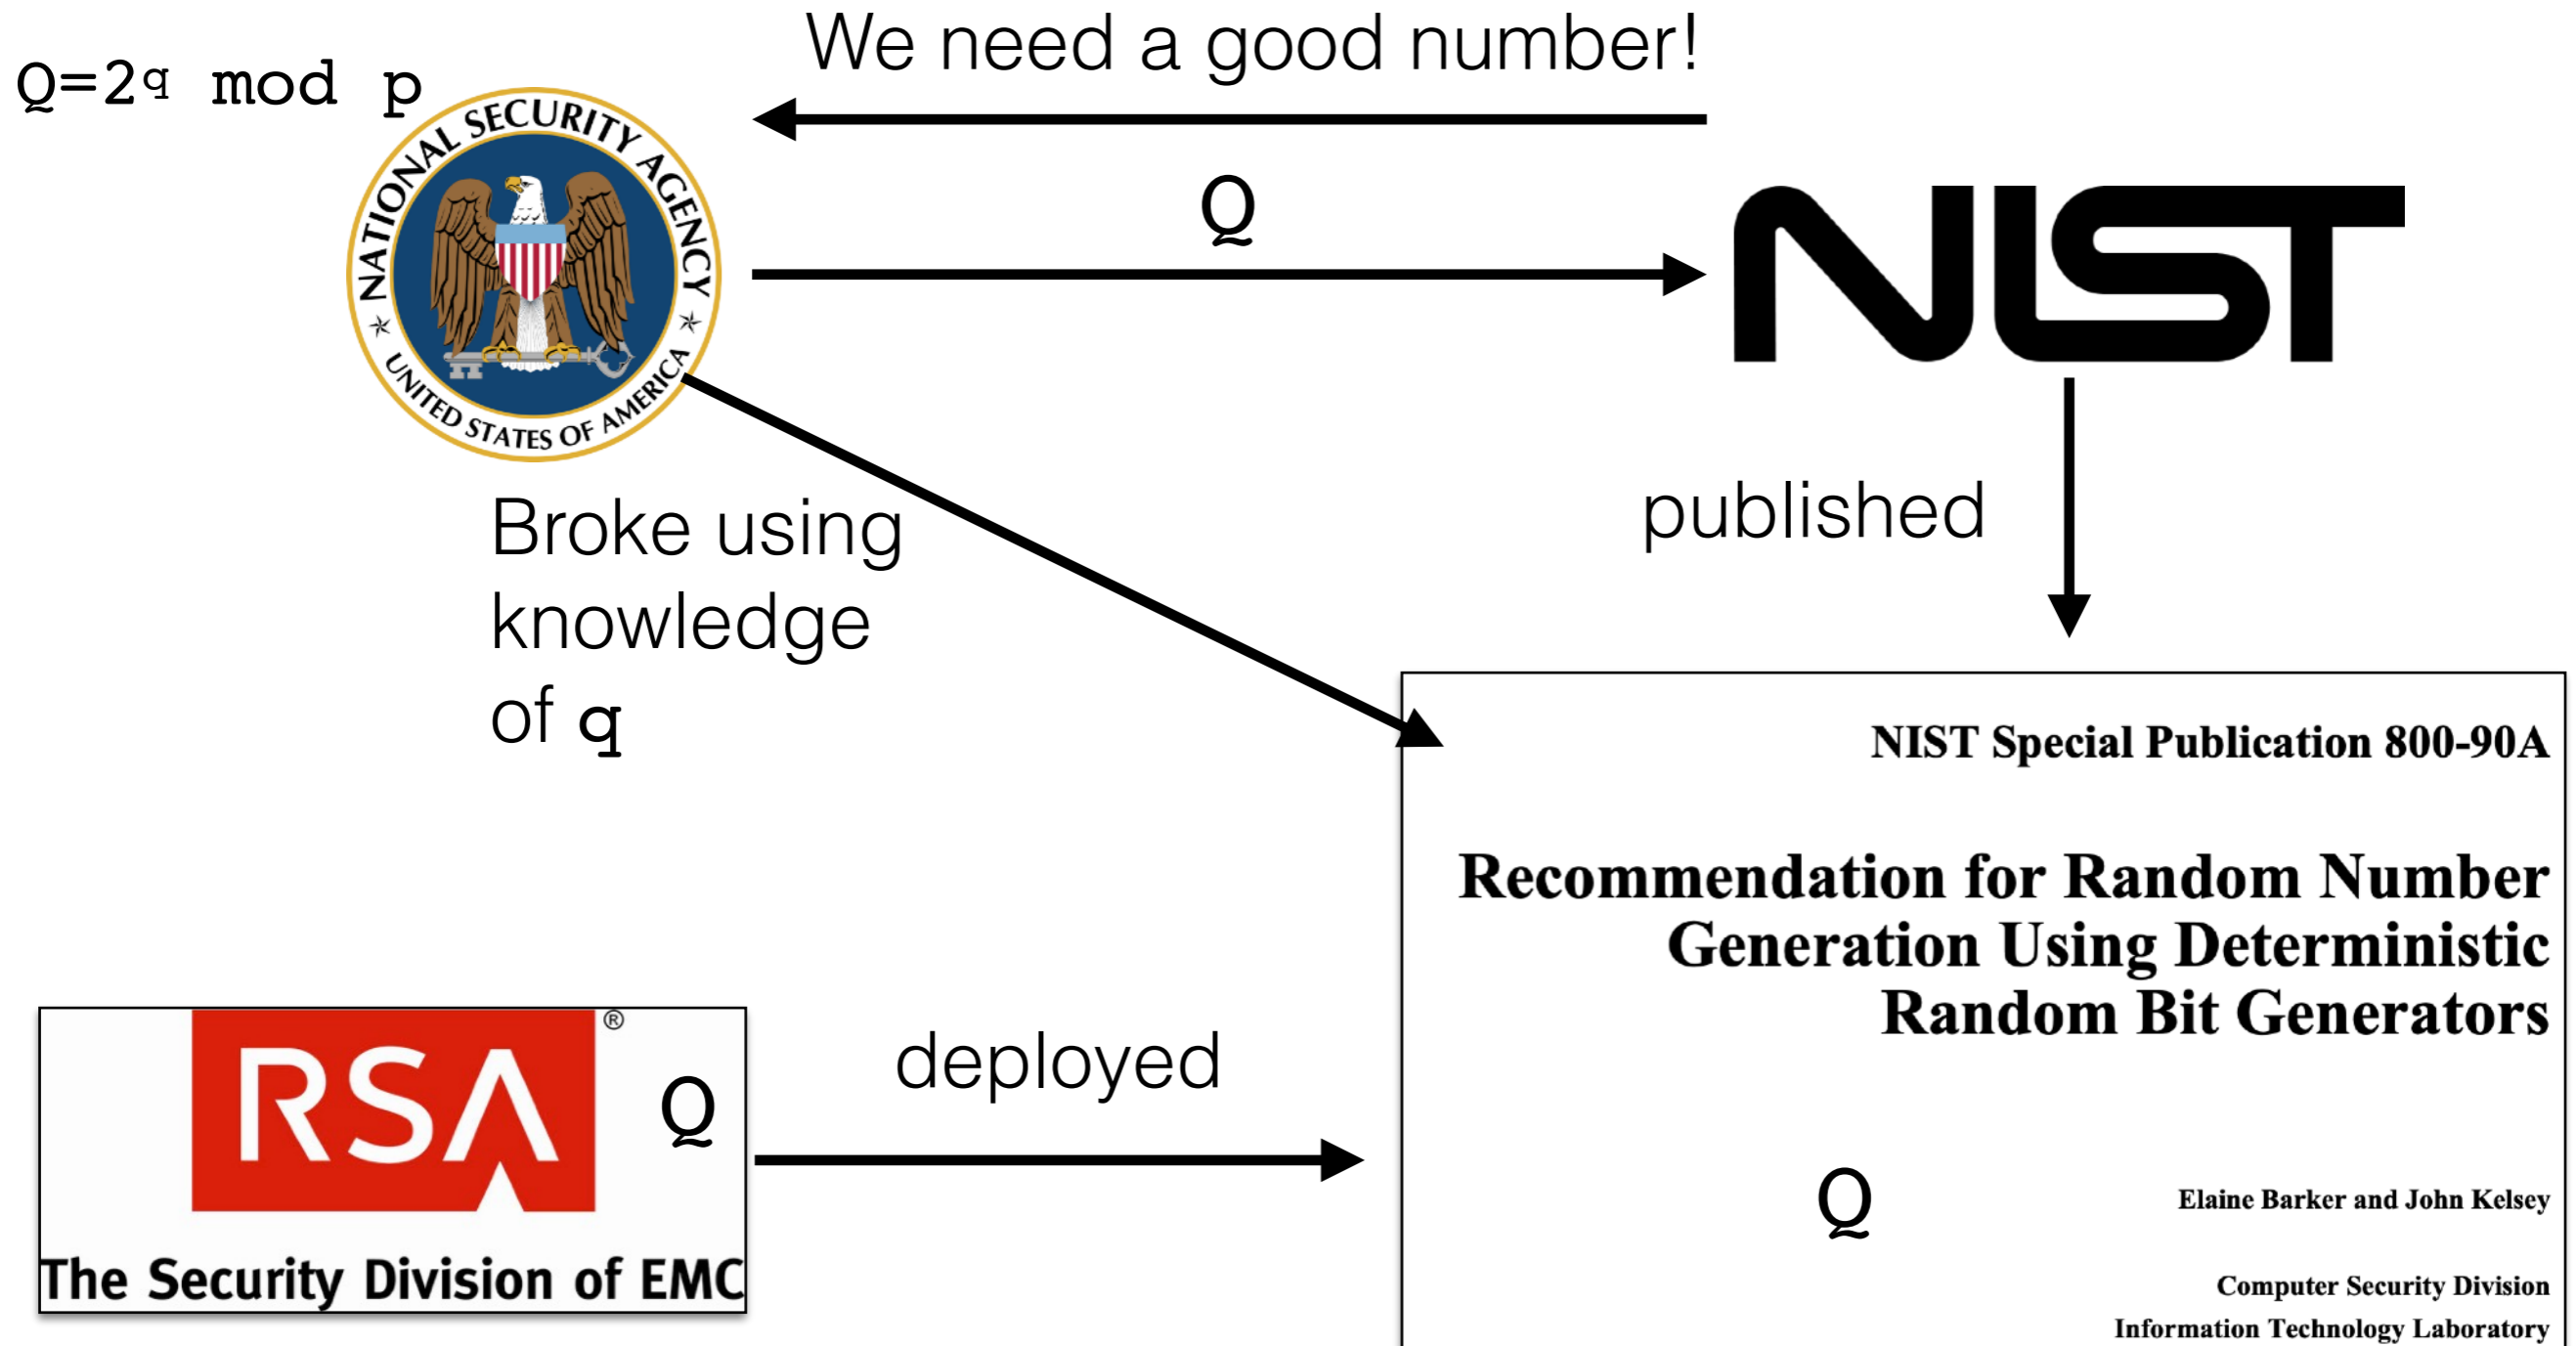 We need a good number!
Q=2q mod p
NATIONAL SECURITY AGENCY
UNITED STATES OF AMERICA
Q
NIST
Broke using
knowledge
of q
published
NIST Special Publication 800-90A
Recommendation for Random Number
Generation Using Deterministic
Random Bit Generators
RSA®
Q
The Security Division of EMC
deployed
Q
Elaine Barker and John Kelsey
Computer Security Division
Information Technology Laboratory